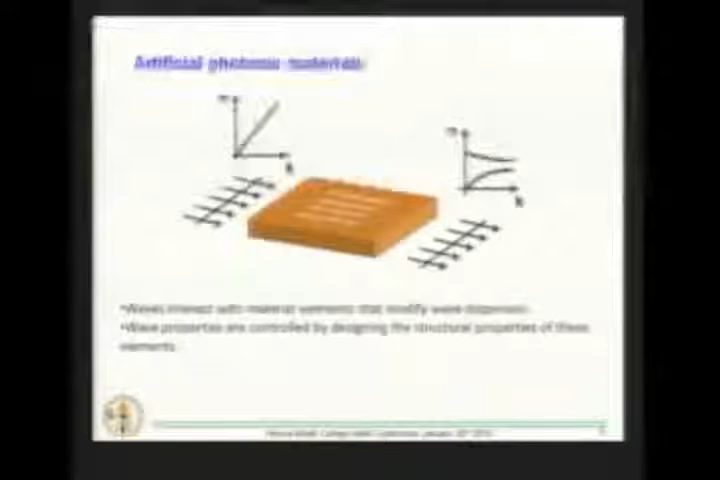 Artificial photonic materials
ω
k
ω
k
•Waves interact with material elements that modify wave dispersion.
•Wave properties are controlled by designing the structural properties of these
elements